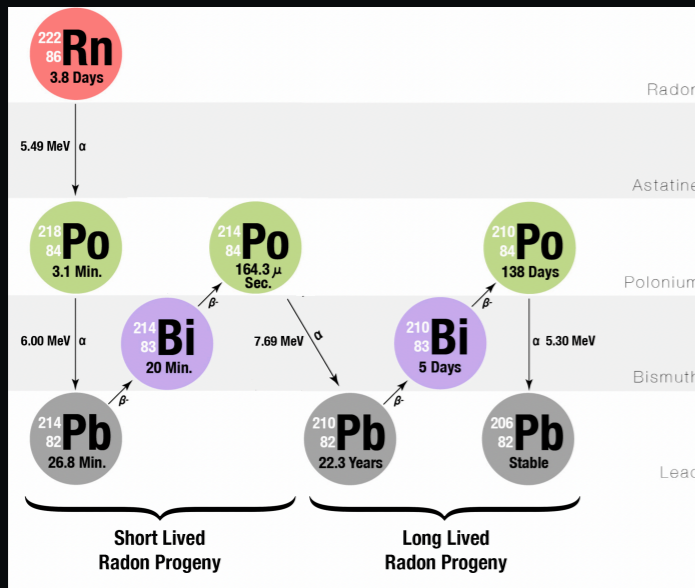 222
86
Rn
3.8 Days
Radon
5.49 MeV α
Astatine
218
84
Po
3.1 Min.
214
84
Po
164.3 μ
Sec.
210
84
Po
138 Days
Polonium
β-
β-
6.00 MeV α
214
83
Bi
20 Min.
7.69 MeV α
210
83
Bi
5 Days
α 5.30 MeV
Bismuth
β-
β-
214
82
Pb
26.8 Min.
210
82
Pb
22.3 Years
206
82
Pb
Stable
Lead
Short Lived
Radon Progeny
Long Lived
Radon Progeny